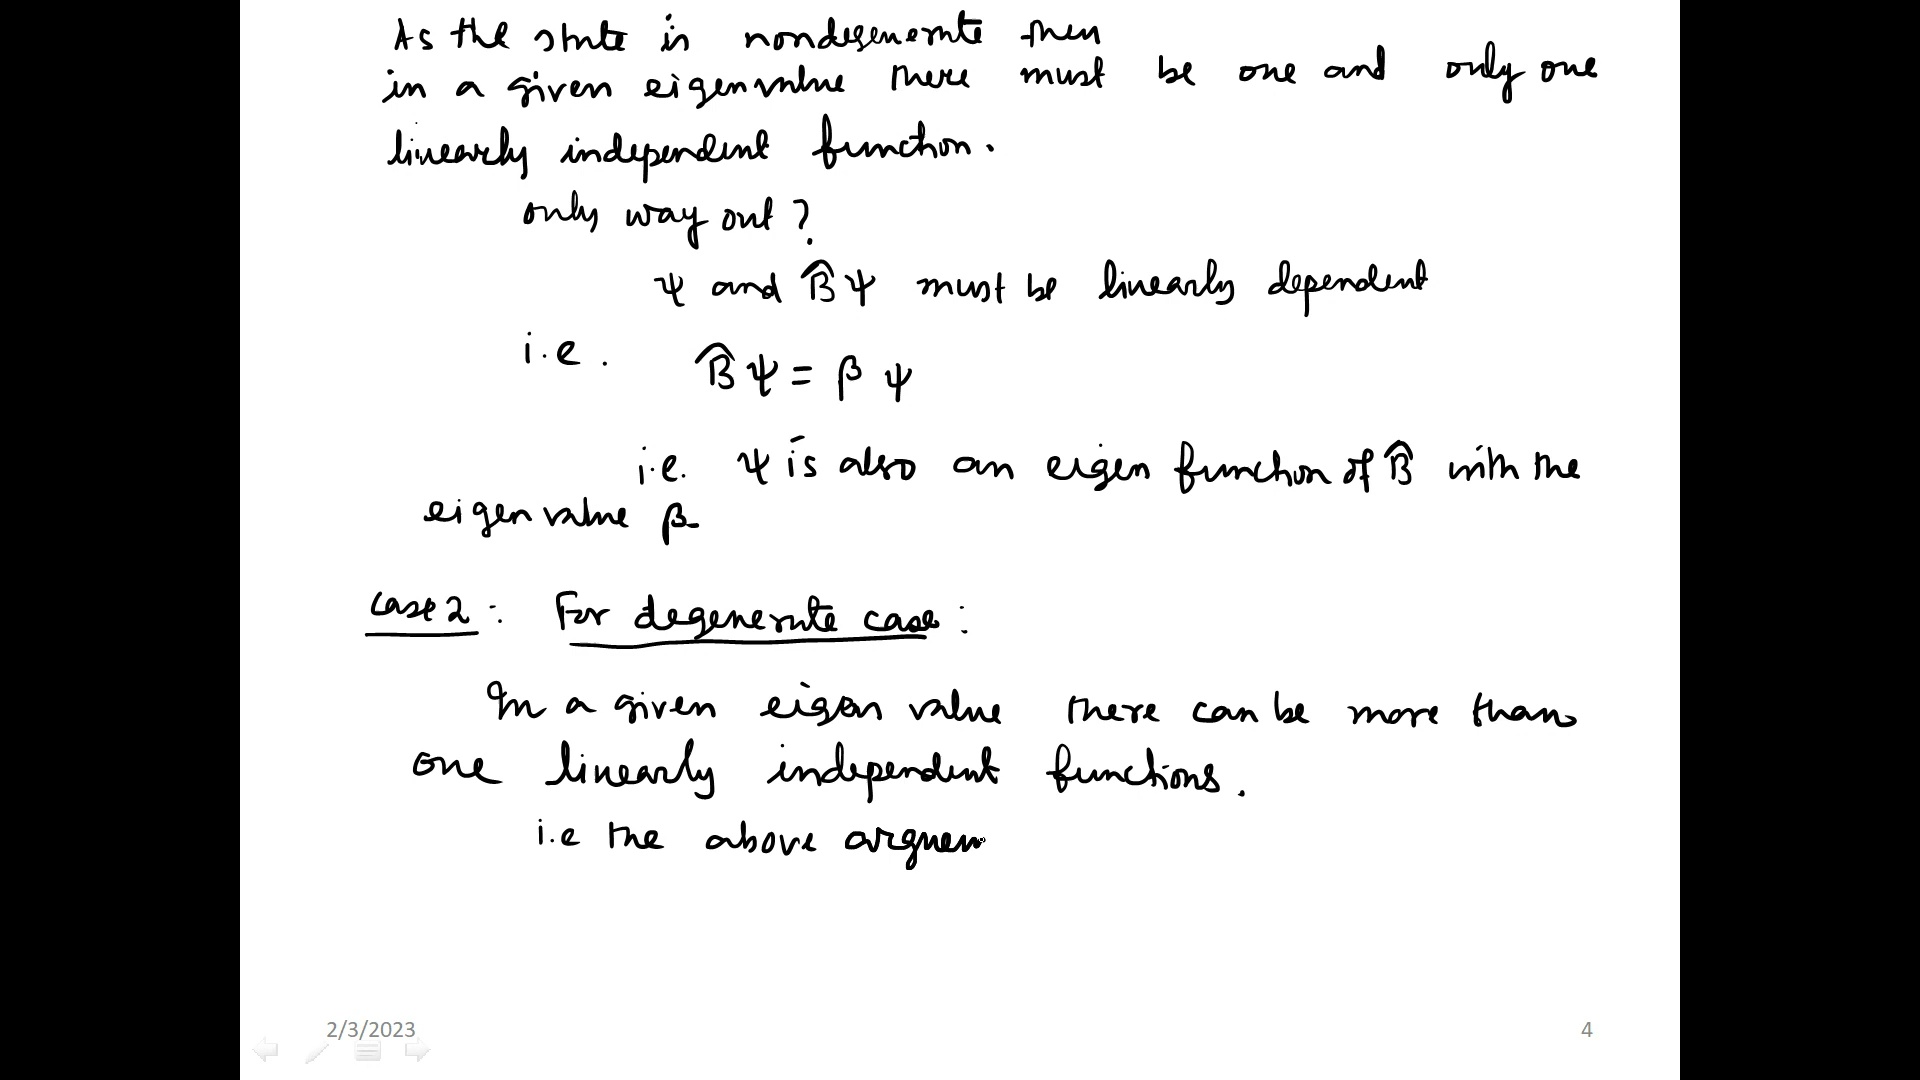 As the state is nondegenerate then
in a given eigenvalue there must be one and only one
linearly independent function.
only way out?
ψ and B̂ψ must be linearly dependent
i.e. B̂ψ = β ψ
i.e. ψ is also an eigen function of B̂ with the
eigen value β
Case 2 : For degenerate case :
In a given eigen value there can be more than
one linearly independent functions.
i.e the above arguem
2/3/2023 4